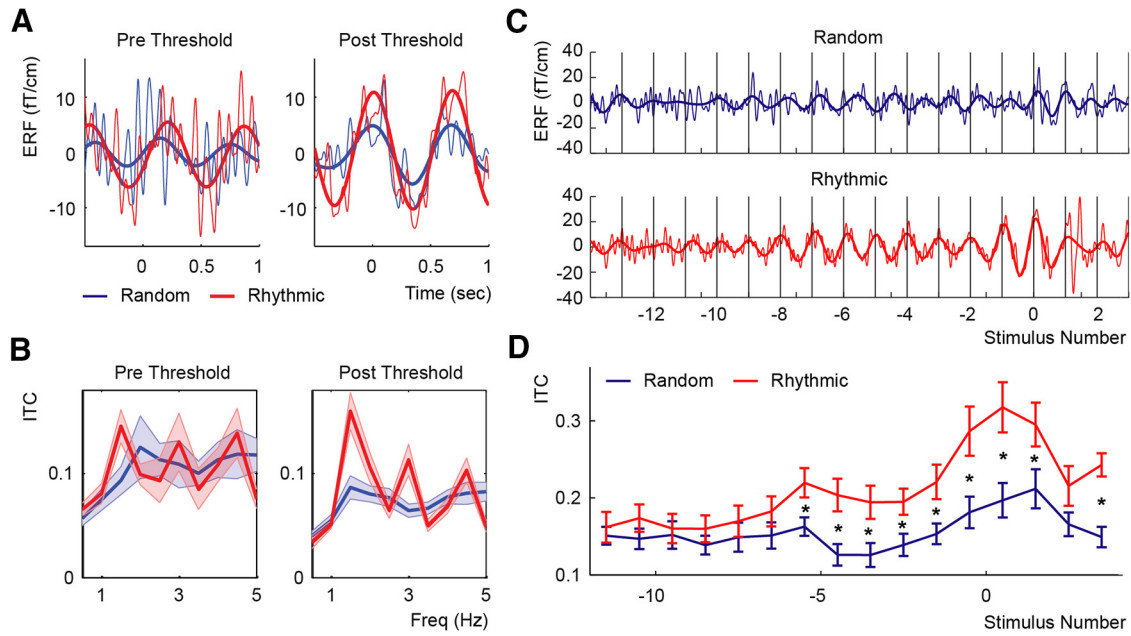 A
Pre Threshold
Post Threshold
ERF (fT/cm)
10
0
-10
10
0
-10
0 0.5 1
0 0.5 1
Random Rhythmic
Time (sec)
B
Pre Threshold
Post Threshold
ITC
0.1
0
0.1
0
1 3 5
1 3 5
Freq (Hz)
C
Random
ERF (fT/cm)
40
20
0
-20
-40
Rhythmic
40
20
0
-20
-40
-12 -10 -8 -6 -4 -2 0 2
Stimulus Number
D
ITC
Random Rhythmic
0.3
0.2
0.1
* * * * * * * * *
-10 -5 0
Stimulus Number